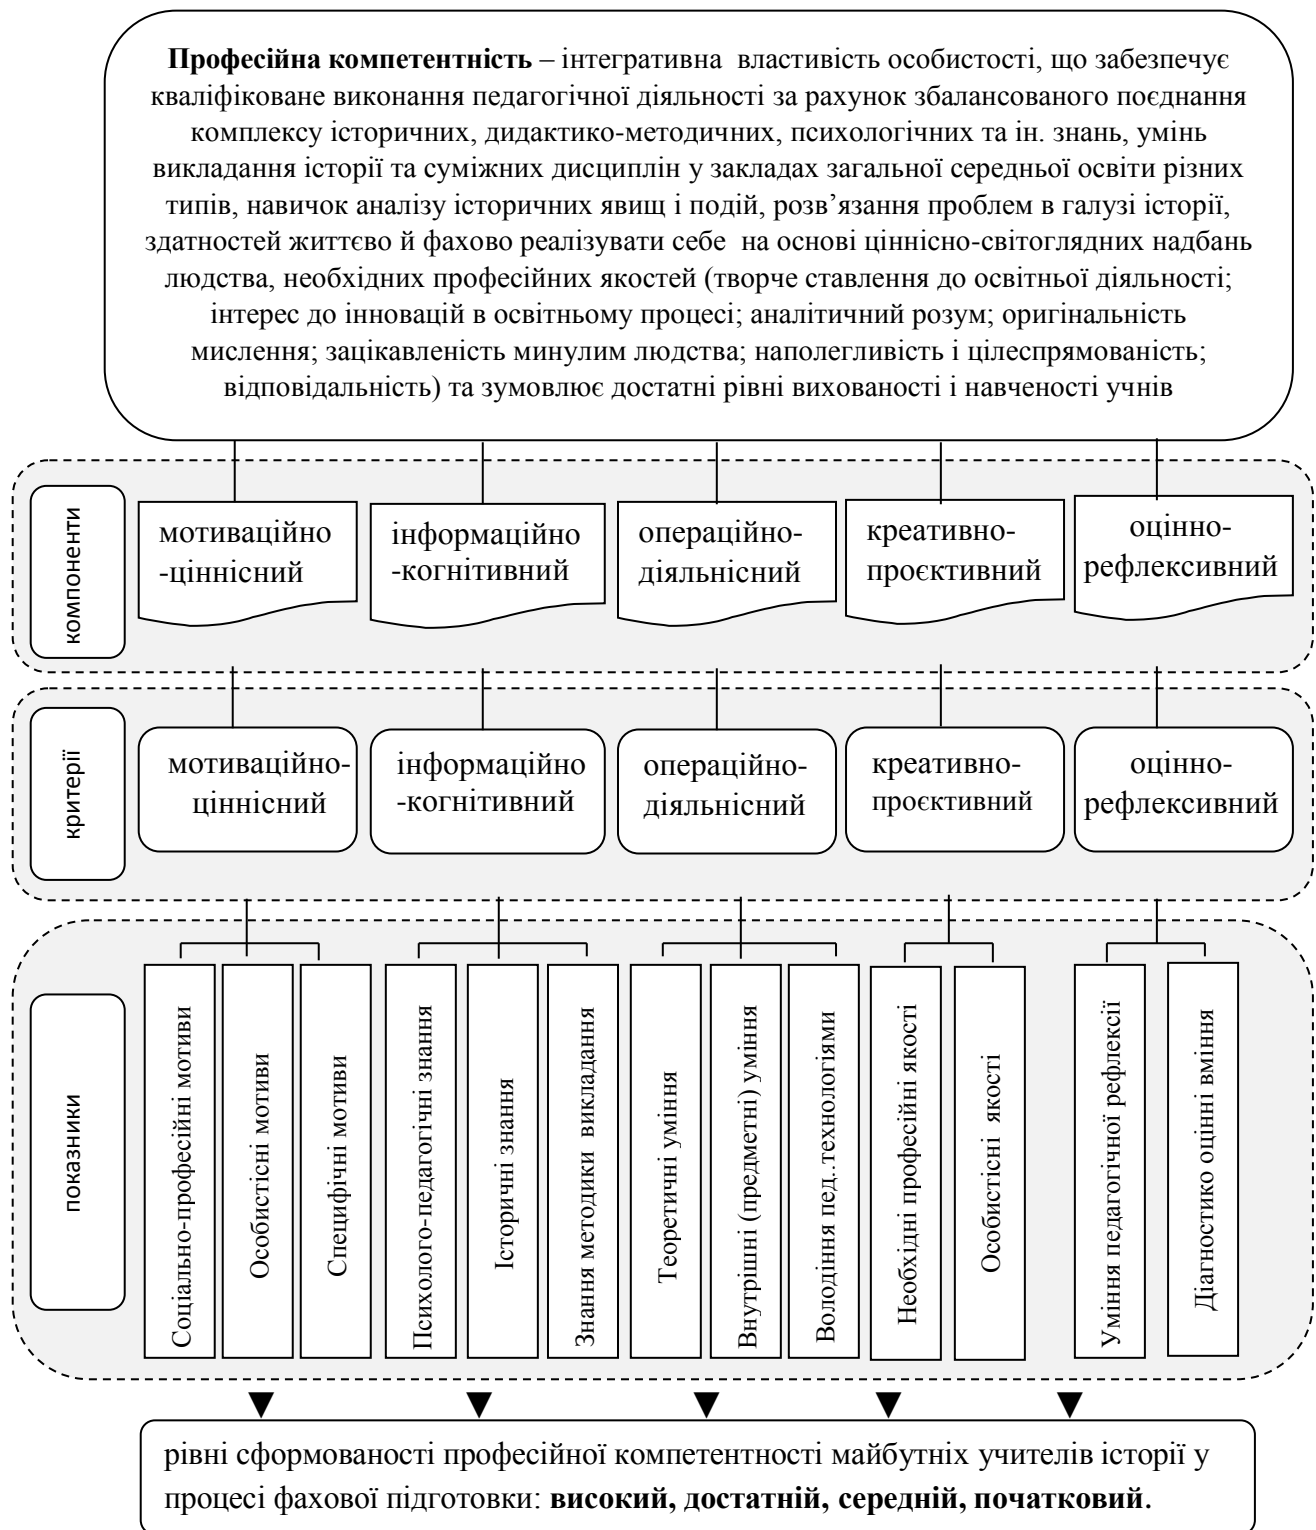 Професійна компетентність – інтегративна властивість особистості, що забезпечує
кваліфіковане виконання педагогічної діяльності за рахунок збалансованого поєднання
комплексу історичних, дидактико-методичних, психологічних та ін. знань, умінь
викладання історії та суміжних дисциплін у закладах загальної середньої освіти різних
типів, навичок аналізу історичних явищ і подій, розв’язання проблем в галузі історії,
здатностей життєво й фахово реалізувати себе на основі ціннісно-світоглядних надбань
людства, необхідних професійних якостей (творче ставлення до освітньої діяльності;
інтерес до інновацій в освітньому процесі; аналітичний розум; оригінальність
мислення; зацікавленість минулим людства; наполегливість і цілеспрямованість;
відповідальність) та зумовлює достатні рівні вихованості і навченості учнів
компоненти
мотиваційно
-ціннісний
інформаційно
-когнітивний
операційно-
діяльнісний
креативно-
проєктивний
оцінно-
рефлексивний
критерії
мотиваційно-
ціннісний
інформаційно
-когнітивний
операційно-
діяльнісний
креативно-
проєктивний
оцінно-
рефлексивний
показники
Соціально-професійні мотиви
Особистісні мотиви
Специфічні мотиви
Психолого-педагогічні знання
Історичні знання
Знання методики викладання
Теоретичні уміння
Внутрішні (предметні) уміння
Володіння пед..технологіями
Необхідні професійні якості
Особистісні якості
Уміння педагогічної рефлексії
Діагностико оцінні вміння
рівні сформованості професійної компетентності майбутніх учителів історії у
процесі фахової підготовки: високий, достатній, середній, початковий.